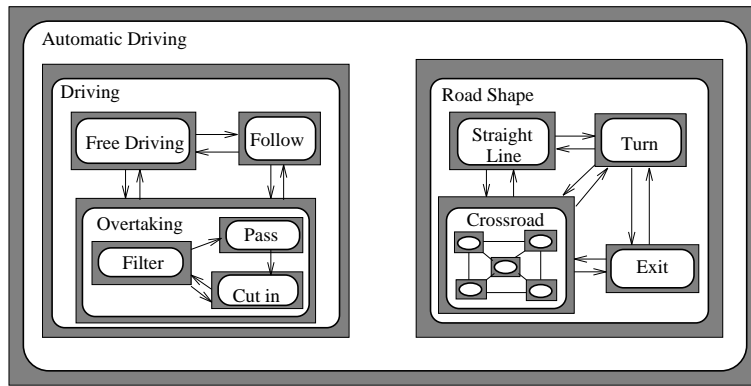 Automatic Driving
Driving
Free Driving
Follow
Overtaking
Pass
Filter
Cut in
Road Shape
Straight
Line
Turn
Crossroad
Exit